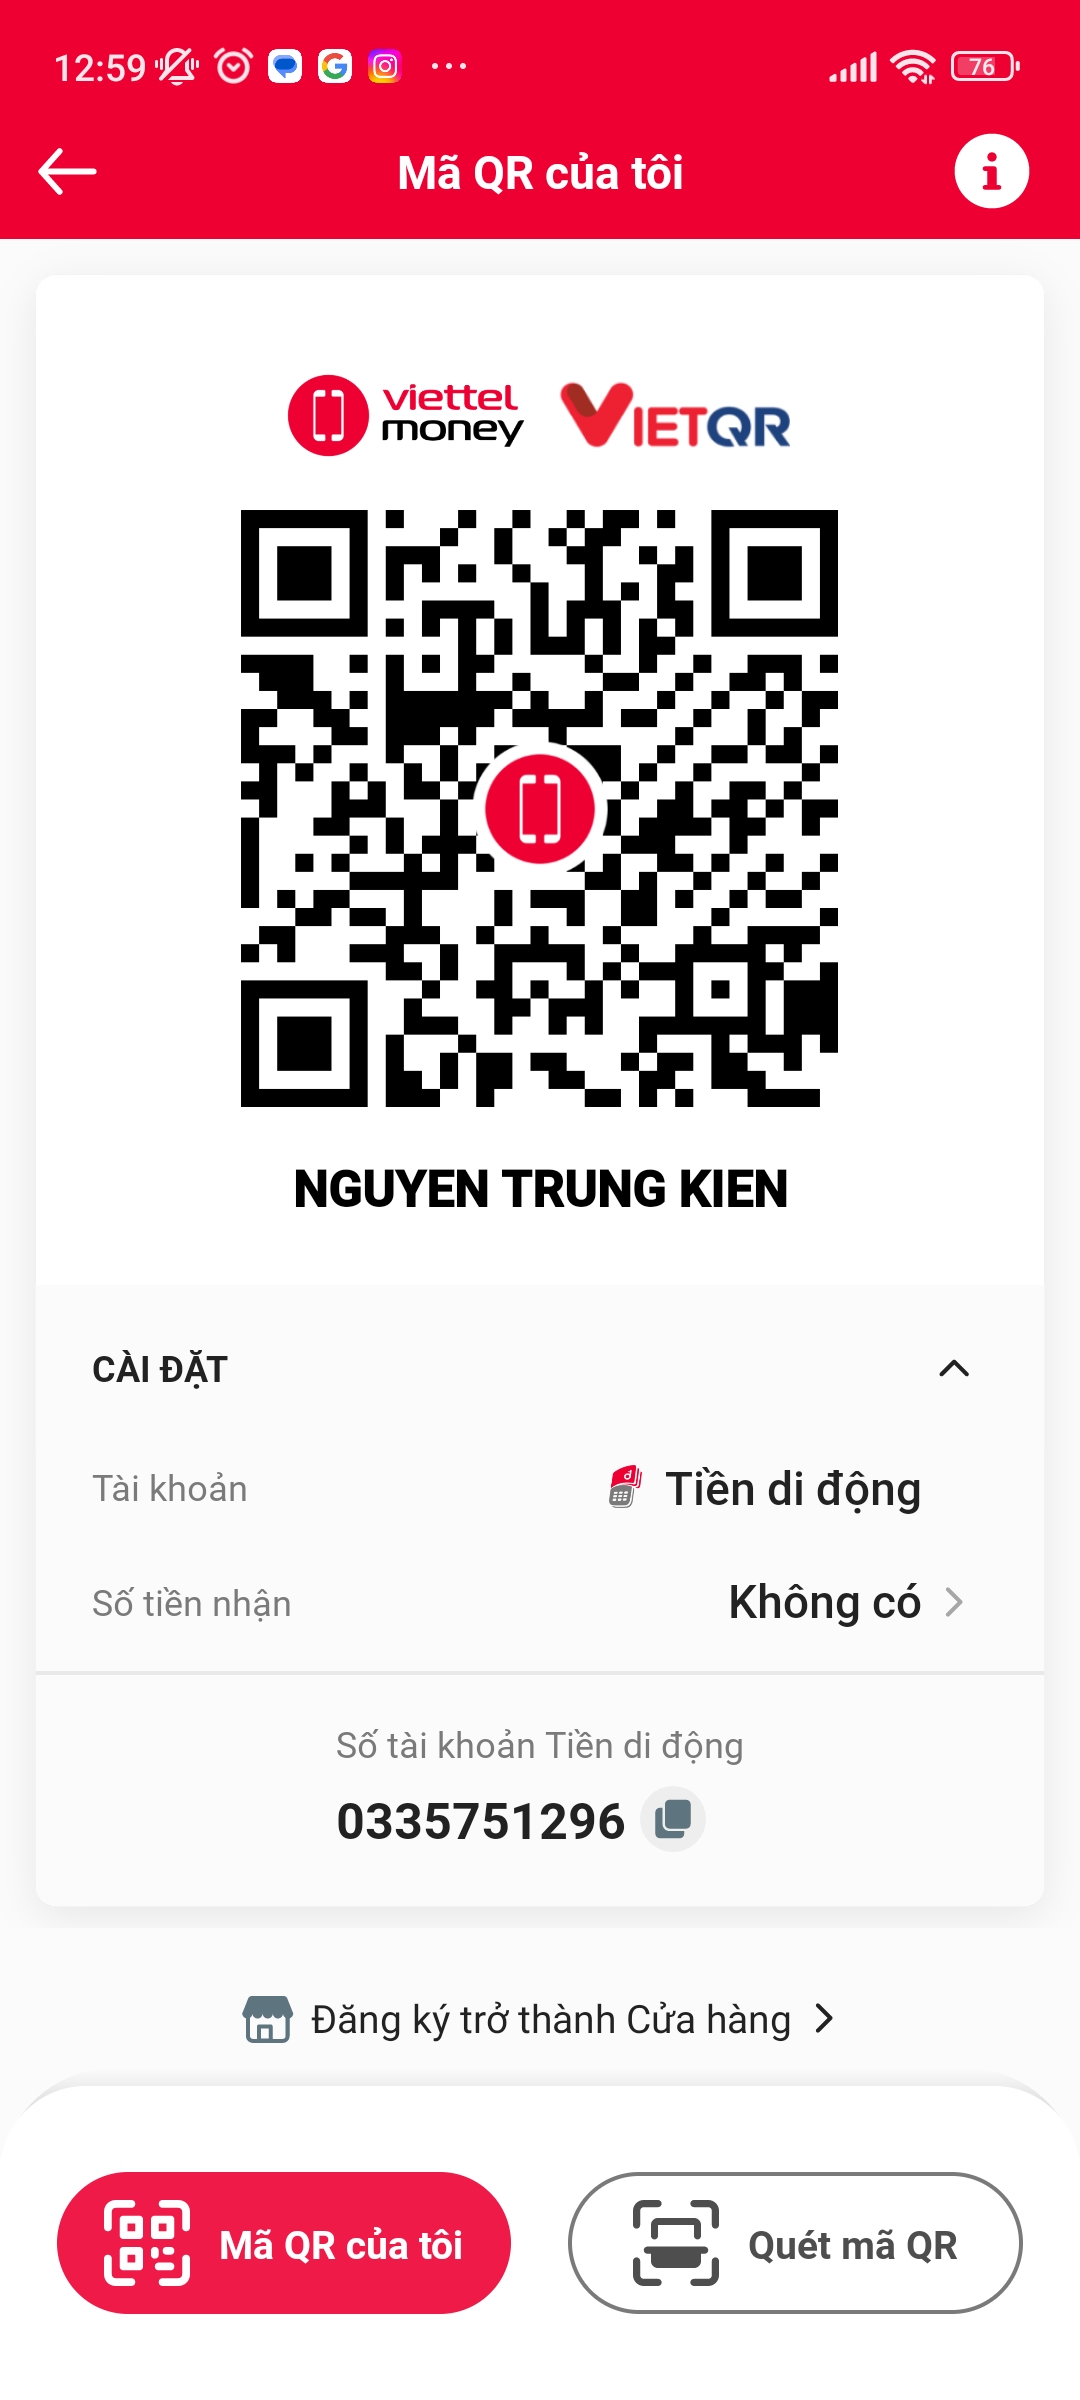 12:59
76
Mã QR của tôi
viettel
money
VIETQR
NGUYEN TRUNG KIEN
CÀI ĐẶT
Tài khoản
Tiền di động
Số tiền nhận
Không có
Số tài khoản Tiền di động
0335751296
Đăng ký trở thành Cửa hàng
Mã QR của tôi
Quét mã QR